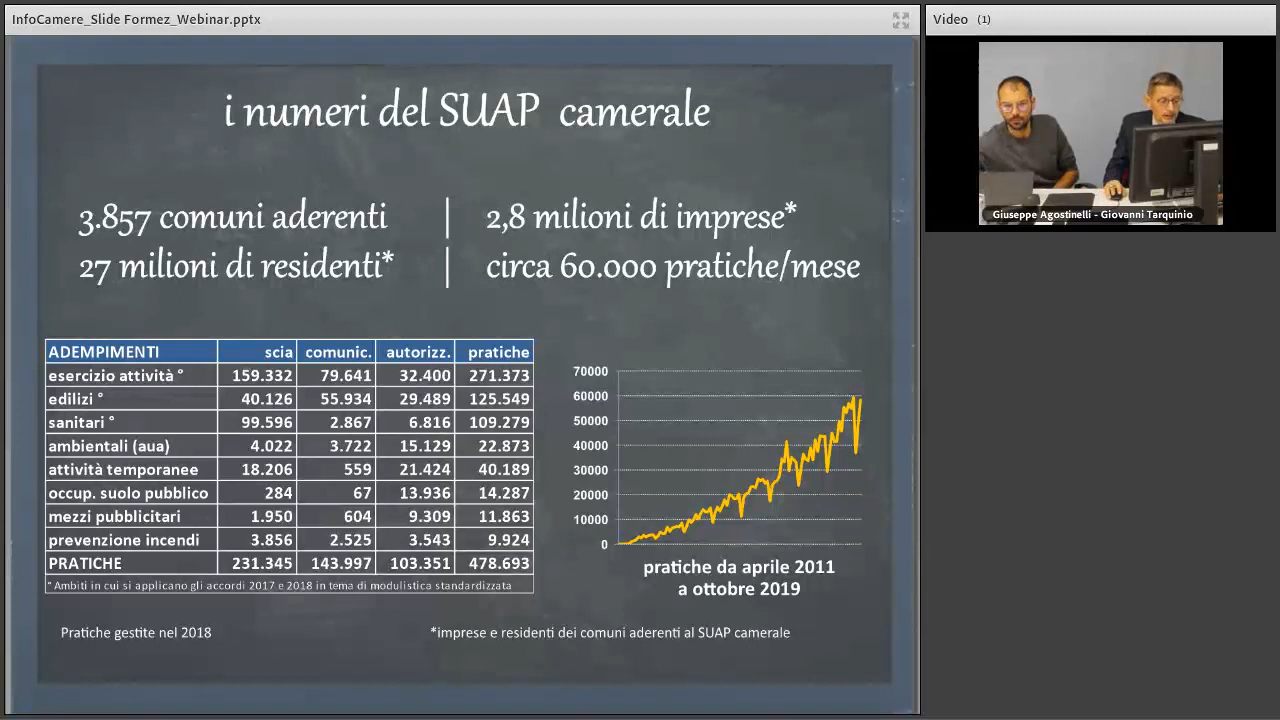 InfoCamere_Slide Formez_Webinar.pptx
i numeri del SUAP camerale
3.857 comuni aderenti | 2,8 milioni di imprese*
27 milioni di residenti* | circa 60.000 pratiche/mese
ADEMPIMENTI scia comunic. autorizz. pratiche
esercizio attività ° 159.332 79.641 32.400 271.373
edilizi ° 40.126 55.934 29.489 125.549
sanitari ° 99.596 2.867 6.816 109.279
ambientali (aua) 4.022 3.722 15.129 22.873
attività temporanee 18.206 559 21.424 40.189
occup. suolo pubblico 284 67 13.936 14.287
mezzi pubblicitari 1.950 604 9.309 11.863
prevenzione incendi 3.856 2.525 3.543 9.924
PRATICHE 231.345 143.997 103.351 478.693
° Ambiti in cui si applicano gli accordi 2017 e 2018 in tema di modulistica standardizzata
70000
60000
50000
40000
30000
20000
10000
0
pratiche da aprile 2011
a ottobre 2019
Pratiche gestite nel 2018
*imprese e residenti dei comuni aderenti al SUAP camerale
Video (1)
Giuseppe Agostinelli - Giovanni Tarquinio